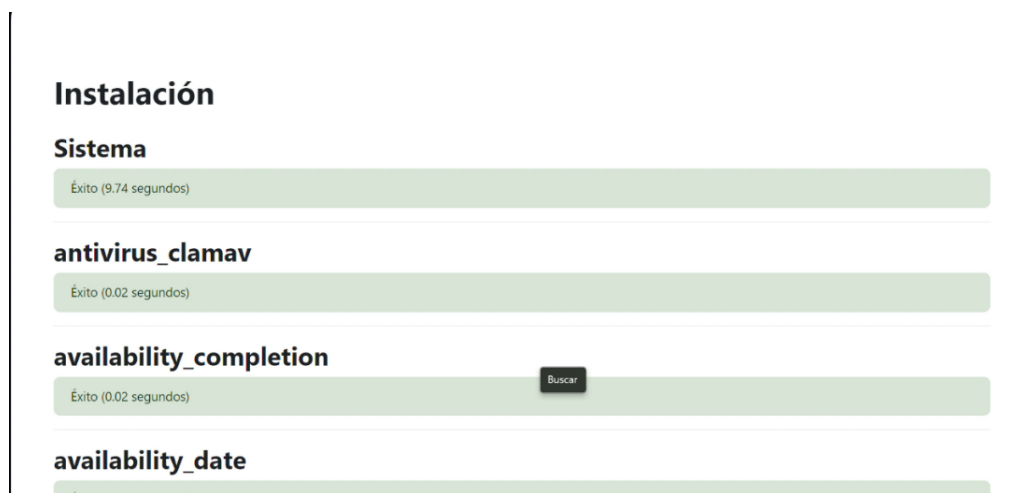 Instalación
Sistema
Éxito (9.74 segundos)
antivirus_clamav
Éxito (0.02 segundos)
availability_completion
Buscar
Éxito (0.02 segundos)
availability_date